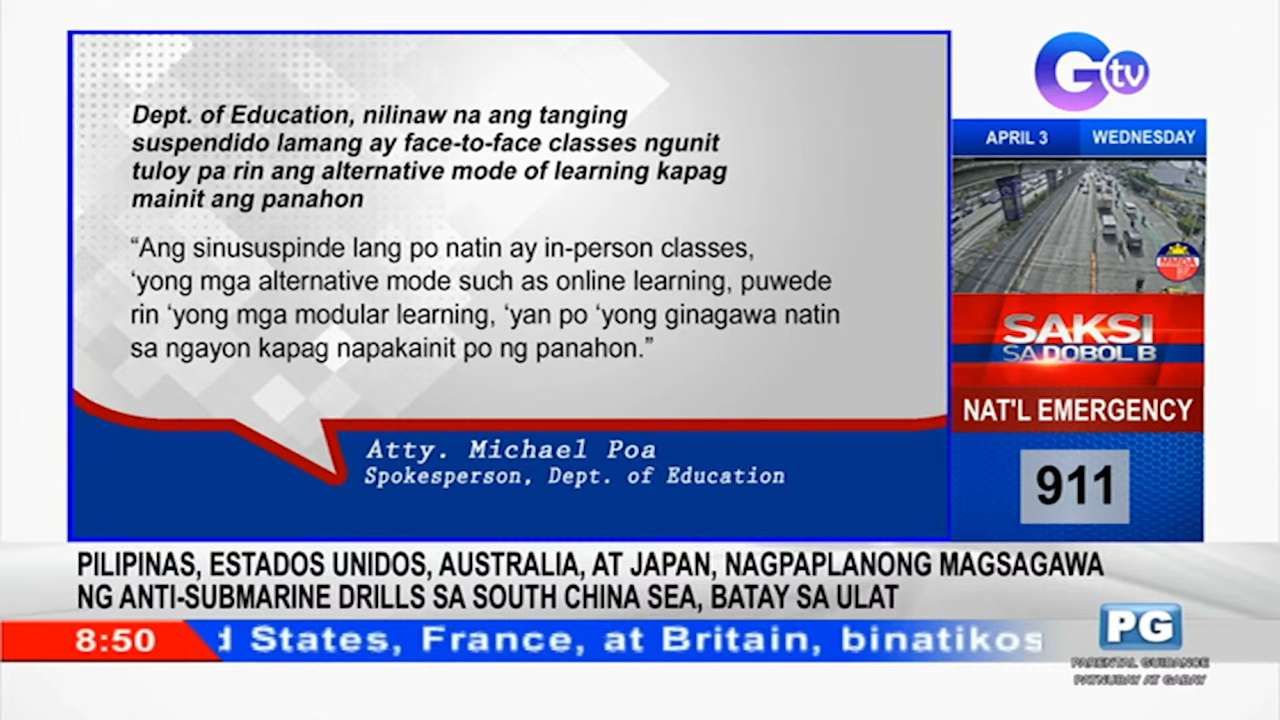 Dept. of Education, nilinaw na ang tanging
suspendido lamang ay face-to-face classes ngunit
tuloy pa rin ang alternative mode of learning kapag
mainit ang panahon
“Ang sinususpinde lang po natin ay in-person classes,
‘yong mga alternative mode such as online learning, puwede
rin ‘yong mga modular learning, ‘yan po ‘yong ginagawa natin
sa ngayon kapag napakainit po ng panahon.”
Atty. Michael Poa
Spokesperson, Dept. of Education
Gtv
APRIL 3 WEDNESDAY
MMDA
SAKSI
SA DOBOL B
NAT'L EMERGENCY
911
PILIPINAS, ESTADOS UNIDOS, AUSTRALIA, AT JAPAN, NAGPAPLANONG MAGSAGAWA
NG ANTI-SUBMARINE DRILLS SA SOUTH CHINA SEA, BATAY SA ULAT
8:50 d States, France, at Britain, binatikos
PG
PARENTAL GUIDANCE
PATNUBAY AT GABAY